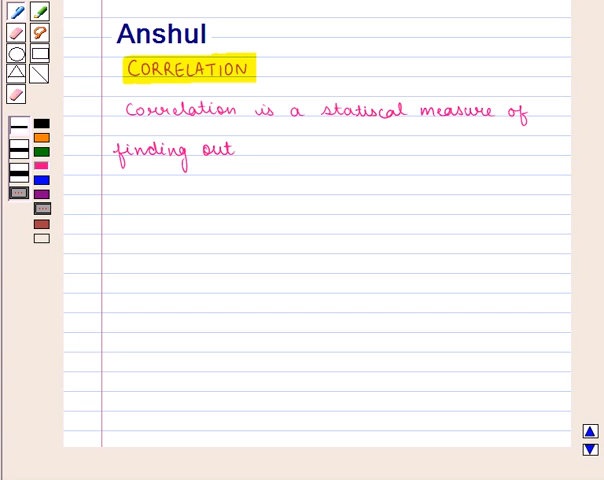 Anshul
CORRELATION
Correlation is a statiscal measure of
finding out